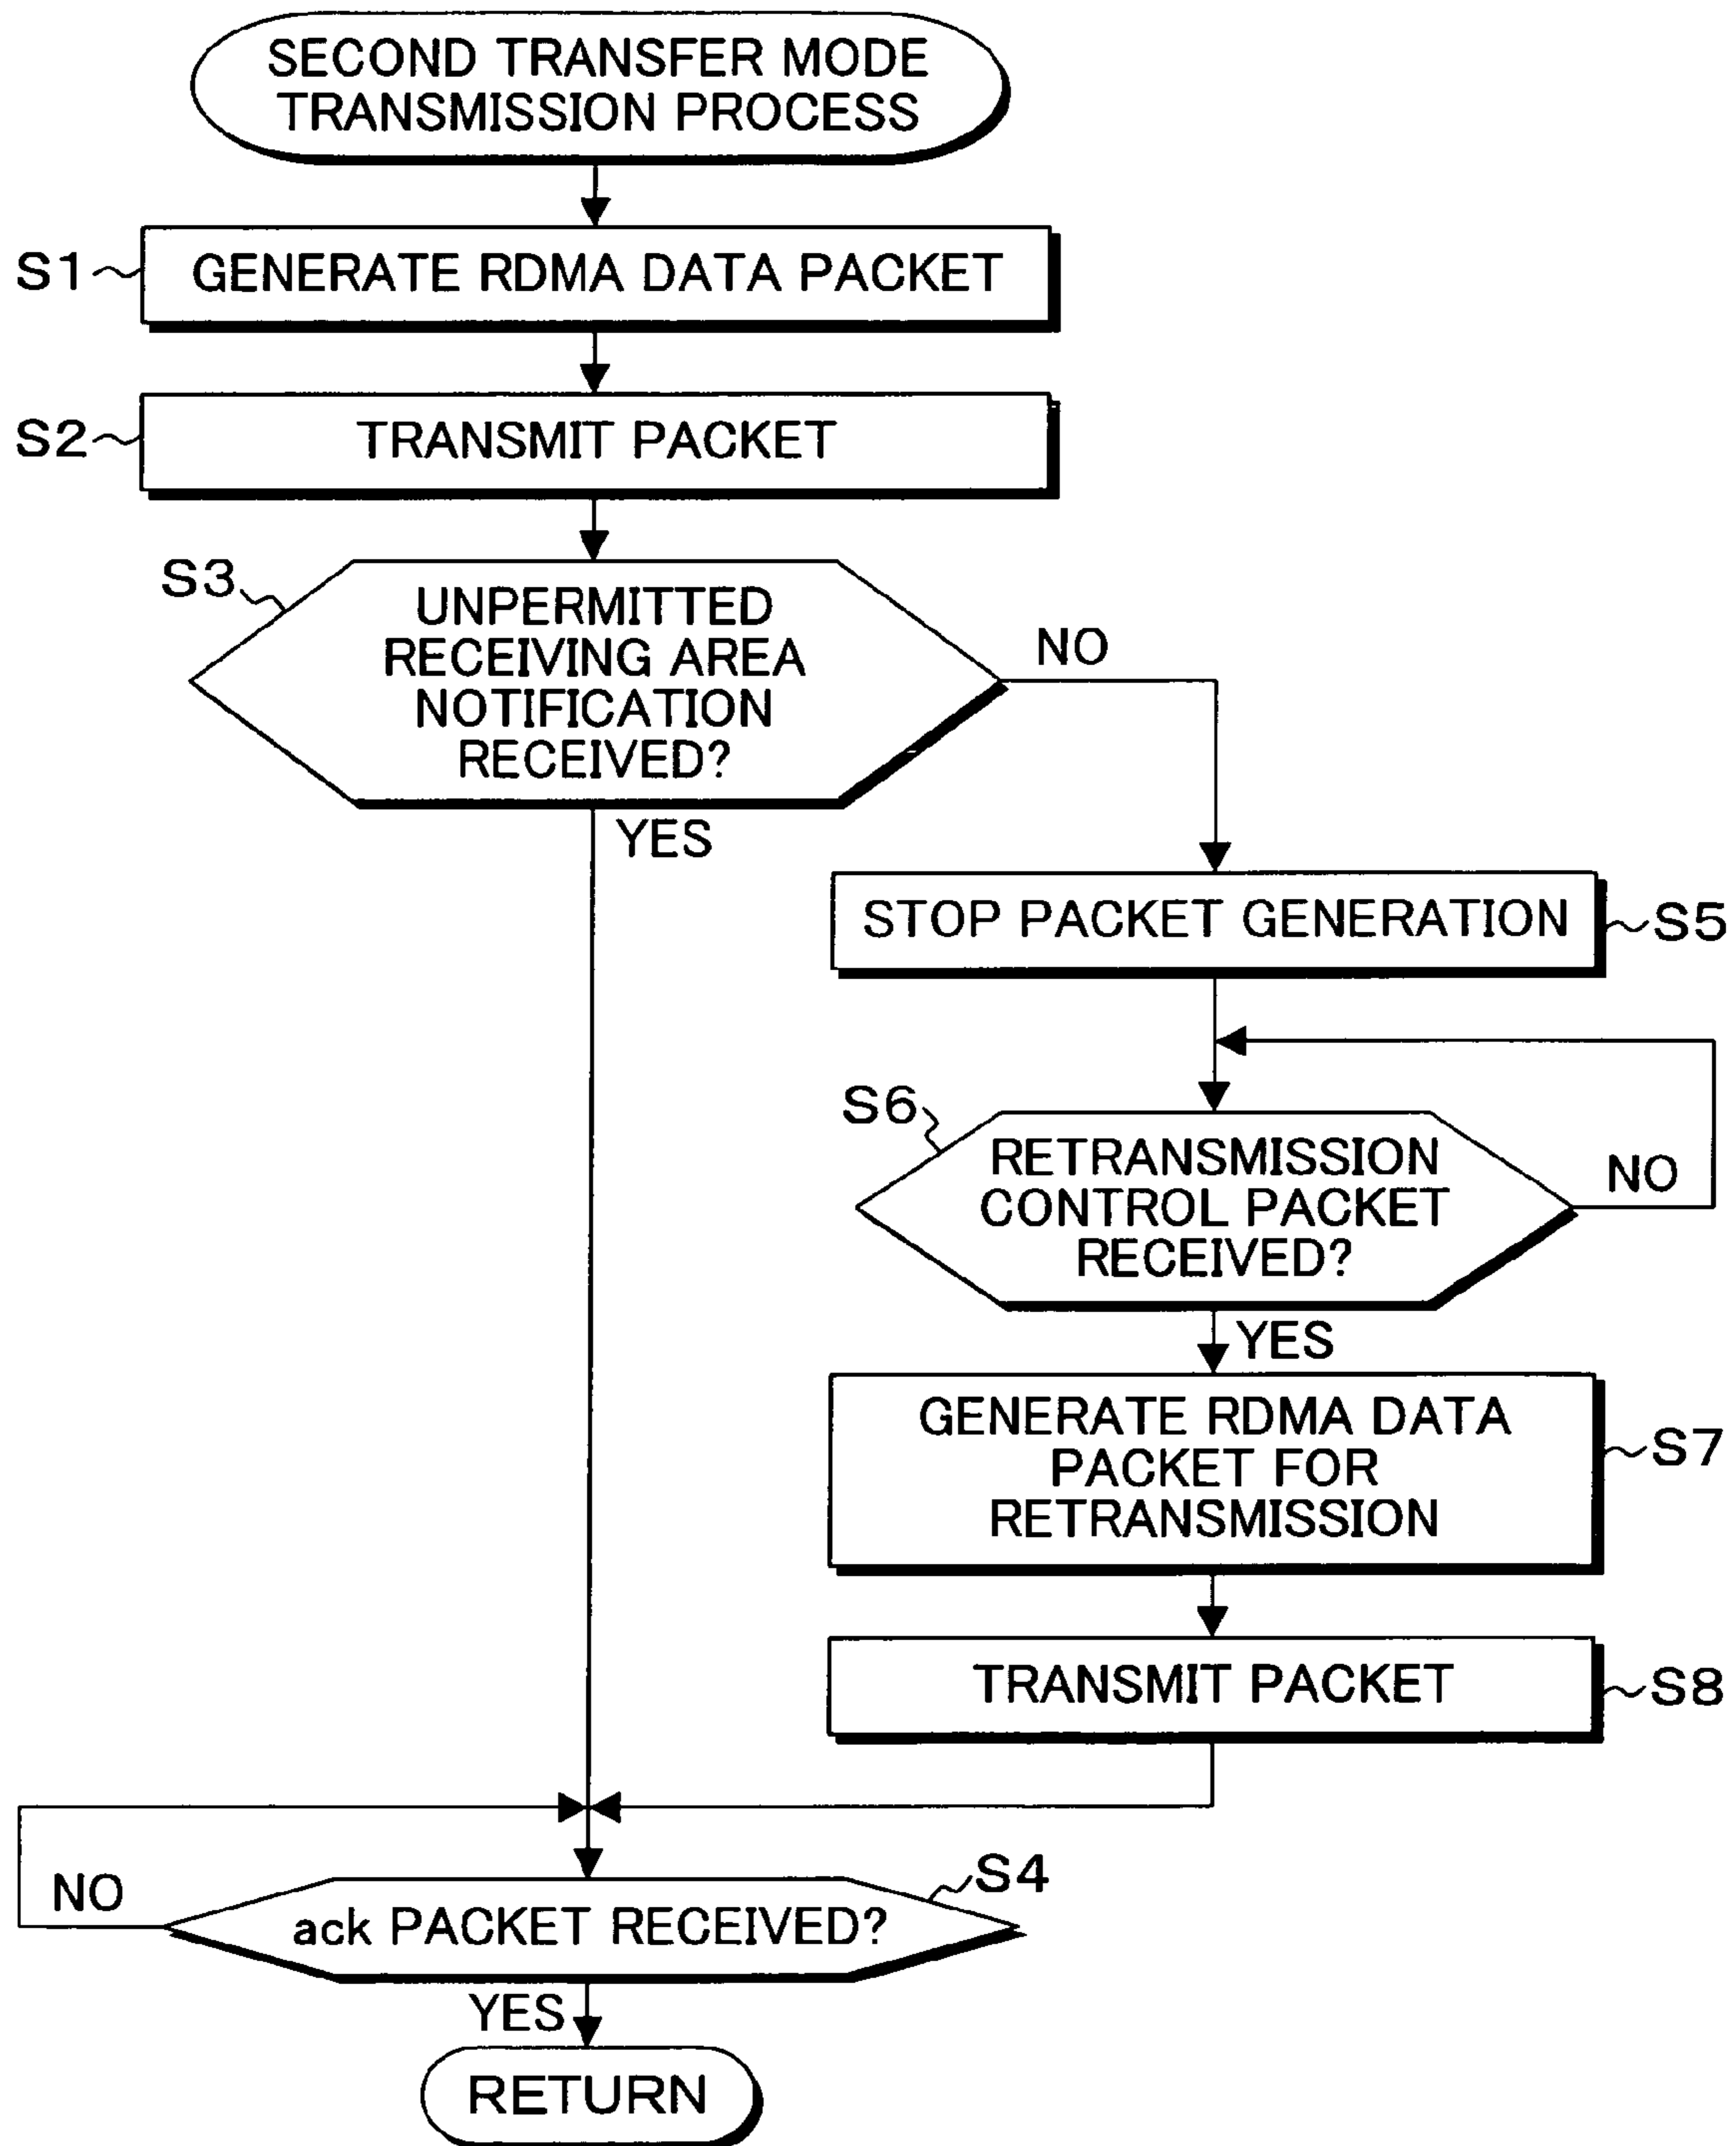 SECOND TRANSFER MODE
TRANSMISSION PROCESS
S1
GENERATE RDMA DATA PACKET
S2
TRANSMIT PACKET
S3
UNPERMITTED
RECEIVING AREA
NOTIFICATION
RECEIVED?
NO
YES
STOP PACKET GENERATION
S5
S6
RETRANSMISSION
CONTROL PACKET
RECEIVED?
NO
YES
GENERATE RDMA DATA
PACKET FOR
RETRANSMISSION
S7
TRANSMIT PACKET
S8
S4
NO
ack PACKET RECEIVED?
YES
RETURN